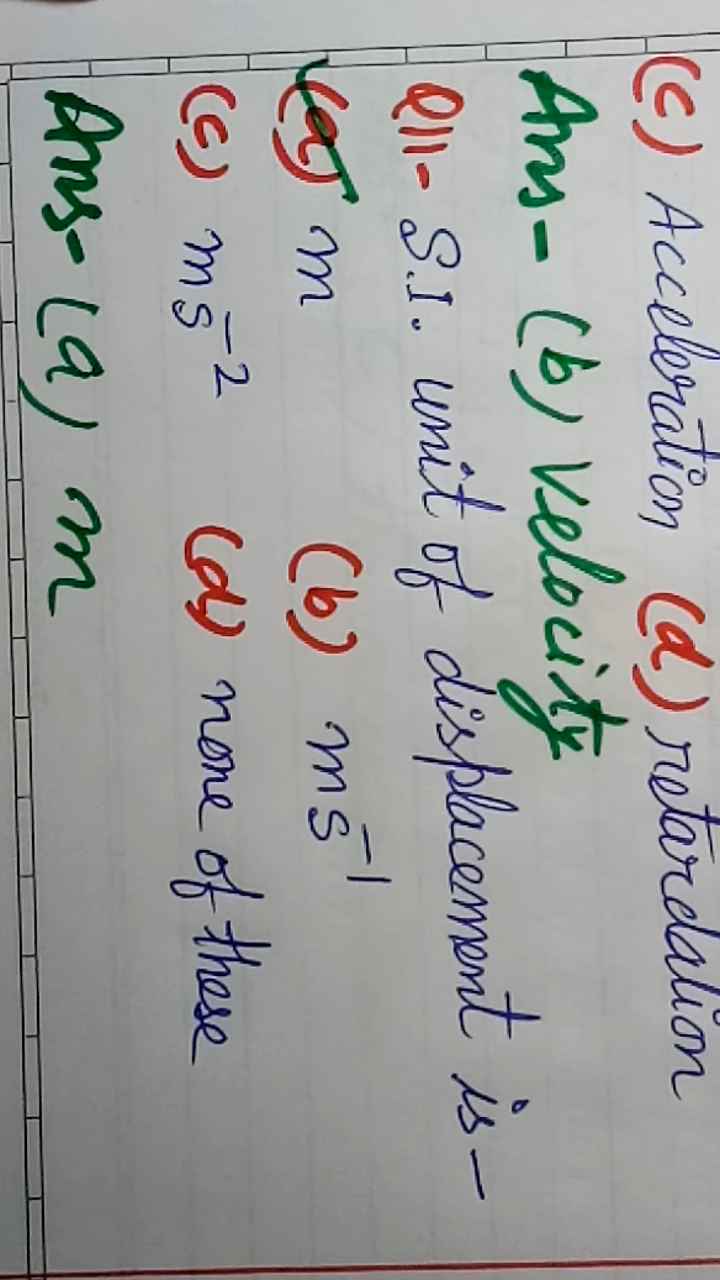 (c) Acceleration (d) retardation
Ans- (b) velocity
Q11- S.I. unit of displacement is-
(a) m (b) ms⁻¹
(c) ms⁻² (d) none of these
Ans- (a) m